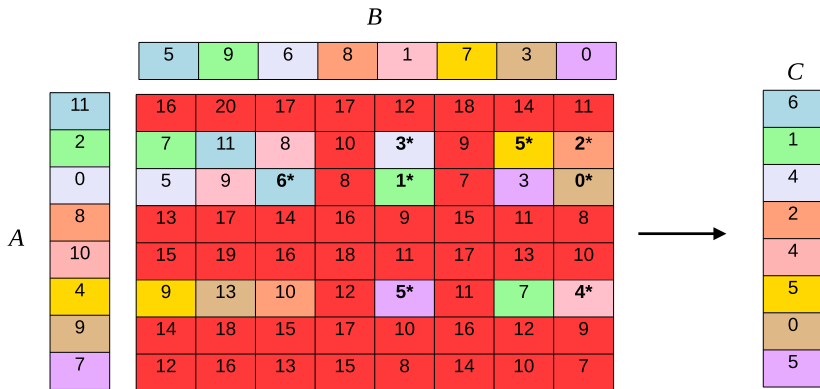 B
5 9 6 8 1 7 3 0
C
11 16 20 17 17 12 18 14 11 6
2 7 11 8 10 3* 9 5* 2* 1
0 5 9 6* 8 1* 7 3 0* 4
8 13 17 14 16 9 15 11 8 2
A
10 15 19 16 18 11 17 13 10 4
4 9 13 10 12 5* 11 7 4* 5
9 14 18 15 17 10 16 12 9 0
7 12 16 13 15 8 14 10 7 5